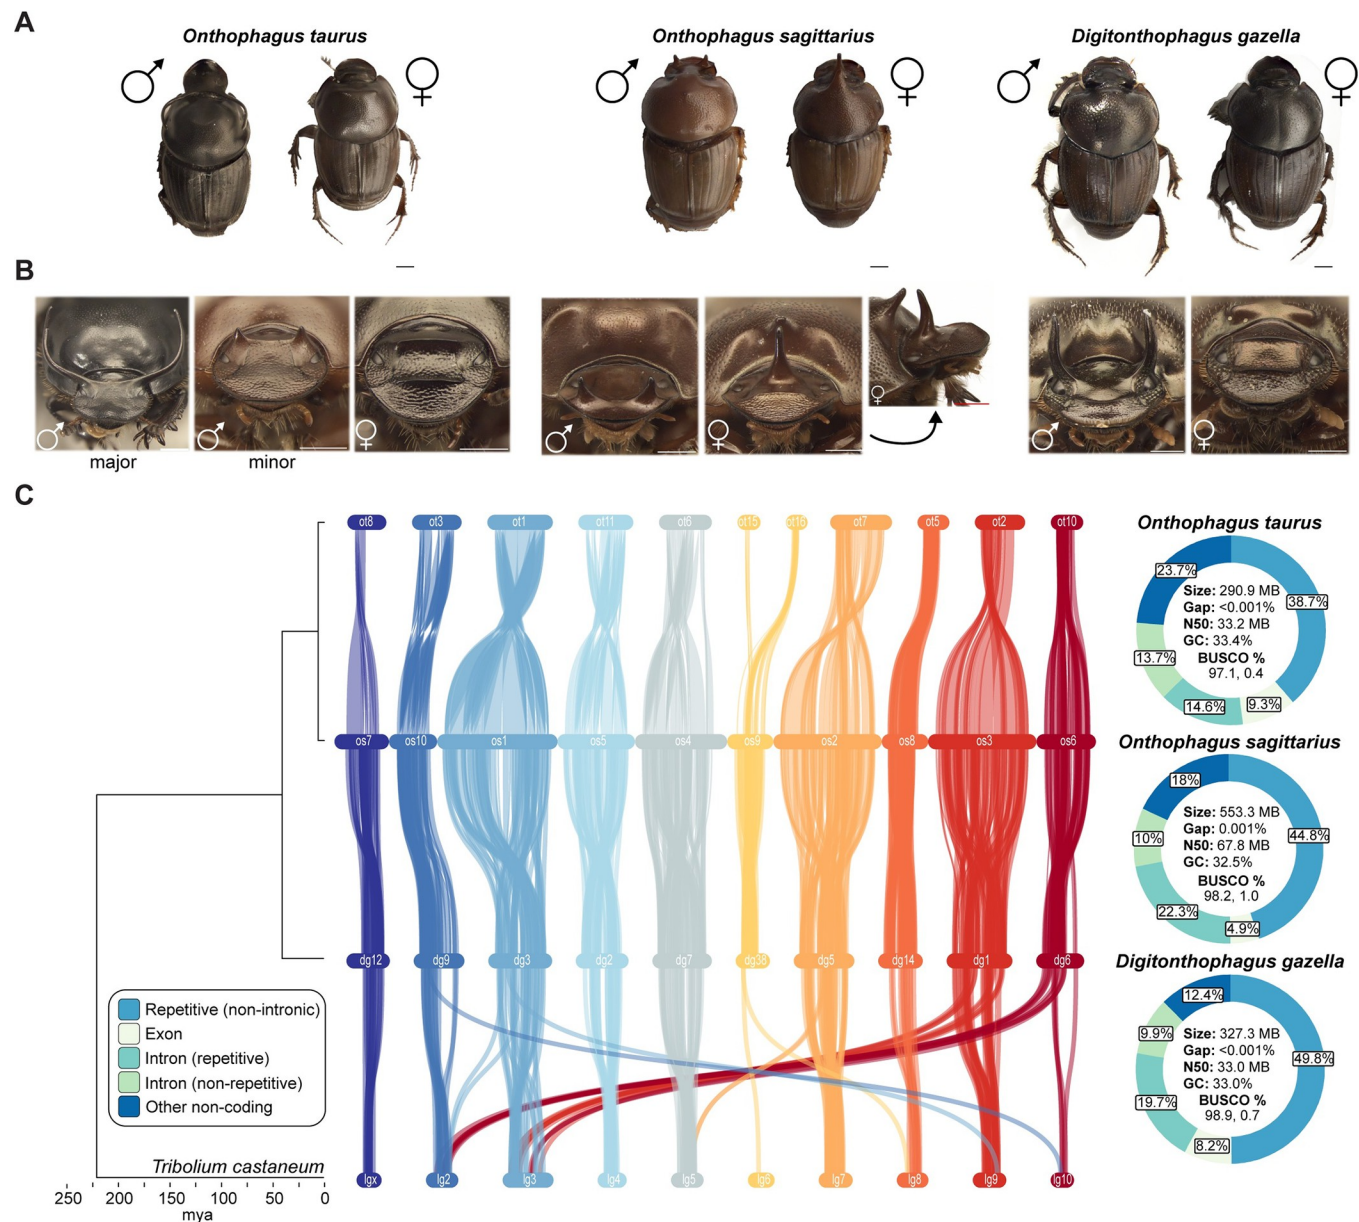 A
Onthophagus taurus
Onthophagus sagittarius
Digitonthophagus gazella
♂ ♀ ♂ ♀ ♂ ♀
B
♂ ♂ ♀ ♂ ♀ ♀ ♂ ♀
major minor
C
ot8 ot3 ot1 ot11 ot6 ot15 ot16 ot7 ot5 ot2 ot10
os7 os10 os1 os5 os4 os9 os2 os8 os3 os6
dg12 dg9 dg3 dg2 dg7 dg38 dg5 dg14 dg1 dg6
lgx lg2 lg3 lg4 lg5 lg6 lg7 lg8 lg9 lg10
Repetitive (non-intronic)
Exon
Intron (repetitive)
Intron (non-repetitive)
Other non-coding
Tribolium castaneum
250 200 150 100 50 0
mya
Onthophagus taurus
23.7%
38.7%
13.7%
14.6%
9.3%
Size: 290.9 MB
Gap: <0.001%
N50: 33.2 MB
GC: 33.4%
BUSCO %
97.1, 0.4
Onthophagus sagittarius
18%
44.8%
10%
22.3%
4.9%
Size: 553.3 MB
Gap: 0.001%
N50: 67.8 MB
GC: 32.5%
BUSCO %
98.2, 1.0
Digitonthophagus gazella
12.4%
49.8%
9.9%
19.7%
8.2%
Size: 327.3 MB
Gap: <0.001%
N50: 33.0 MB
GC: 33.0%
BUSCO %
98.9, 0.7